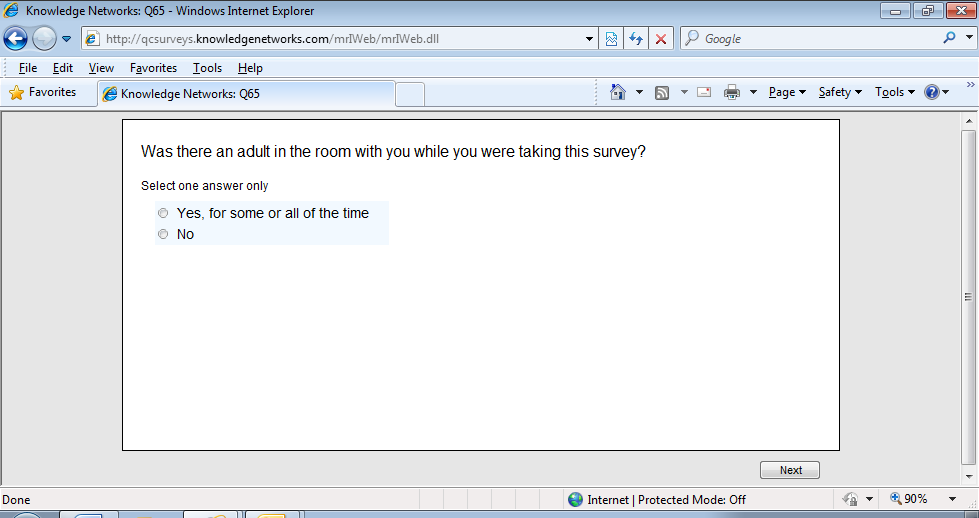 Knowledge Networks: Q65 - Windows Internet Explorer
http://qcsurveys.knowledgenetworks.com/mrIWeb/mrIWeb.dll
Google
File Edit View Favorites Tools Help
Favorites
Knowledge Networks: Q65
Page Safety Tools
Was there an adult in the room with you while you were taking this survey?
Select one answer only
Yes, for some or all of the time
No
Next
Done
Internet | Protected Mode: Off
90%